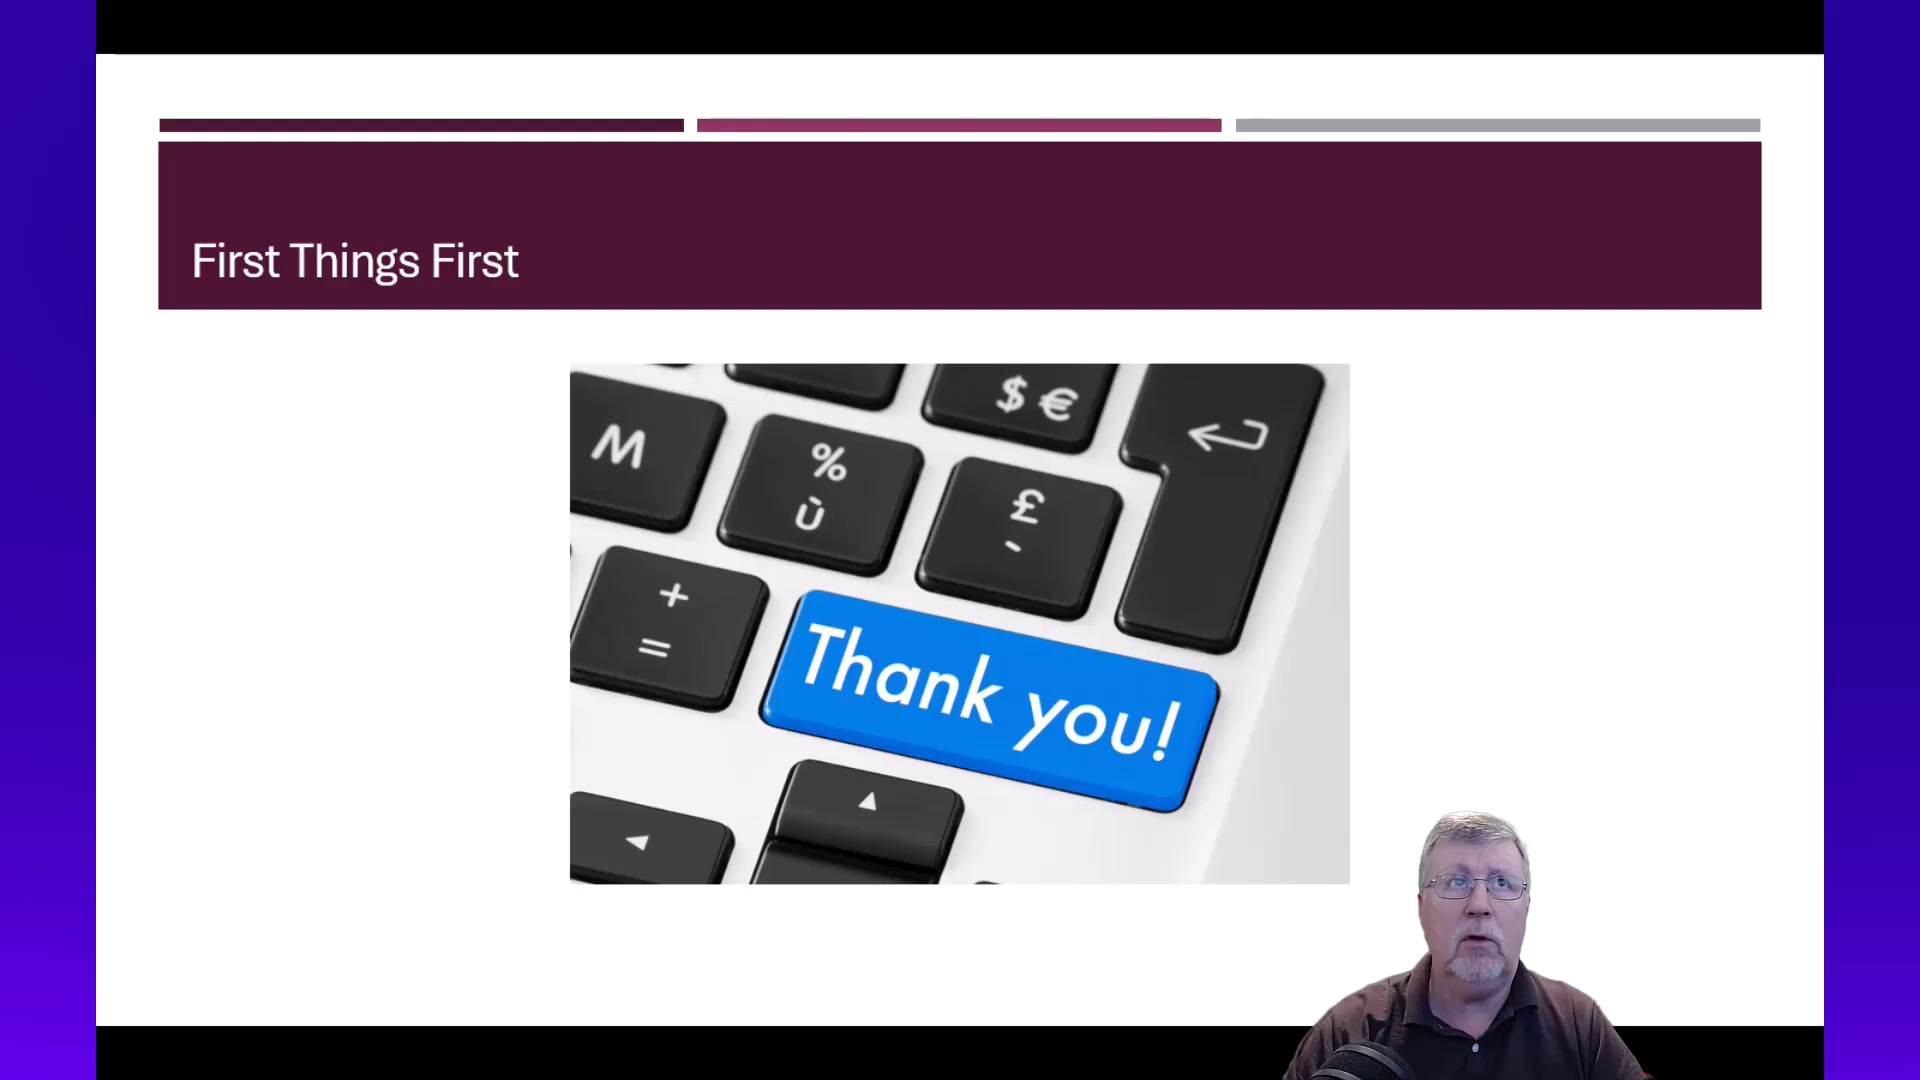 First Things First
$ €
M
%
ù
£
`
+
=
Thank you!